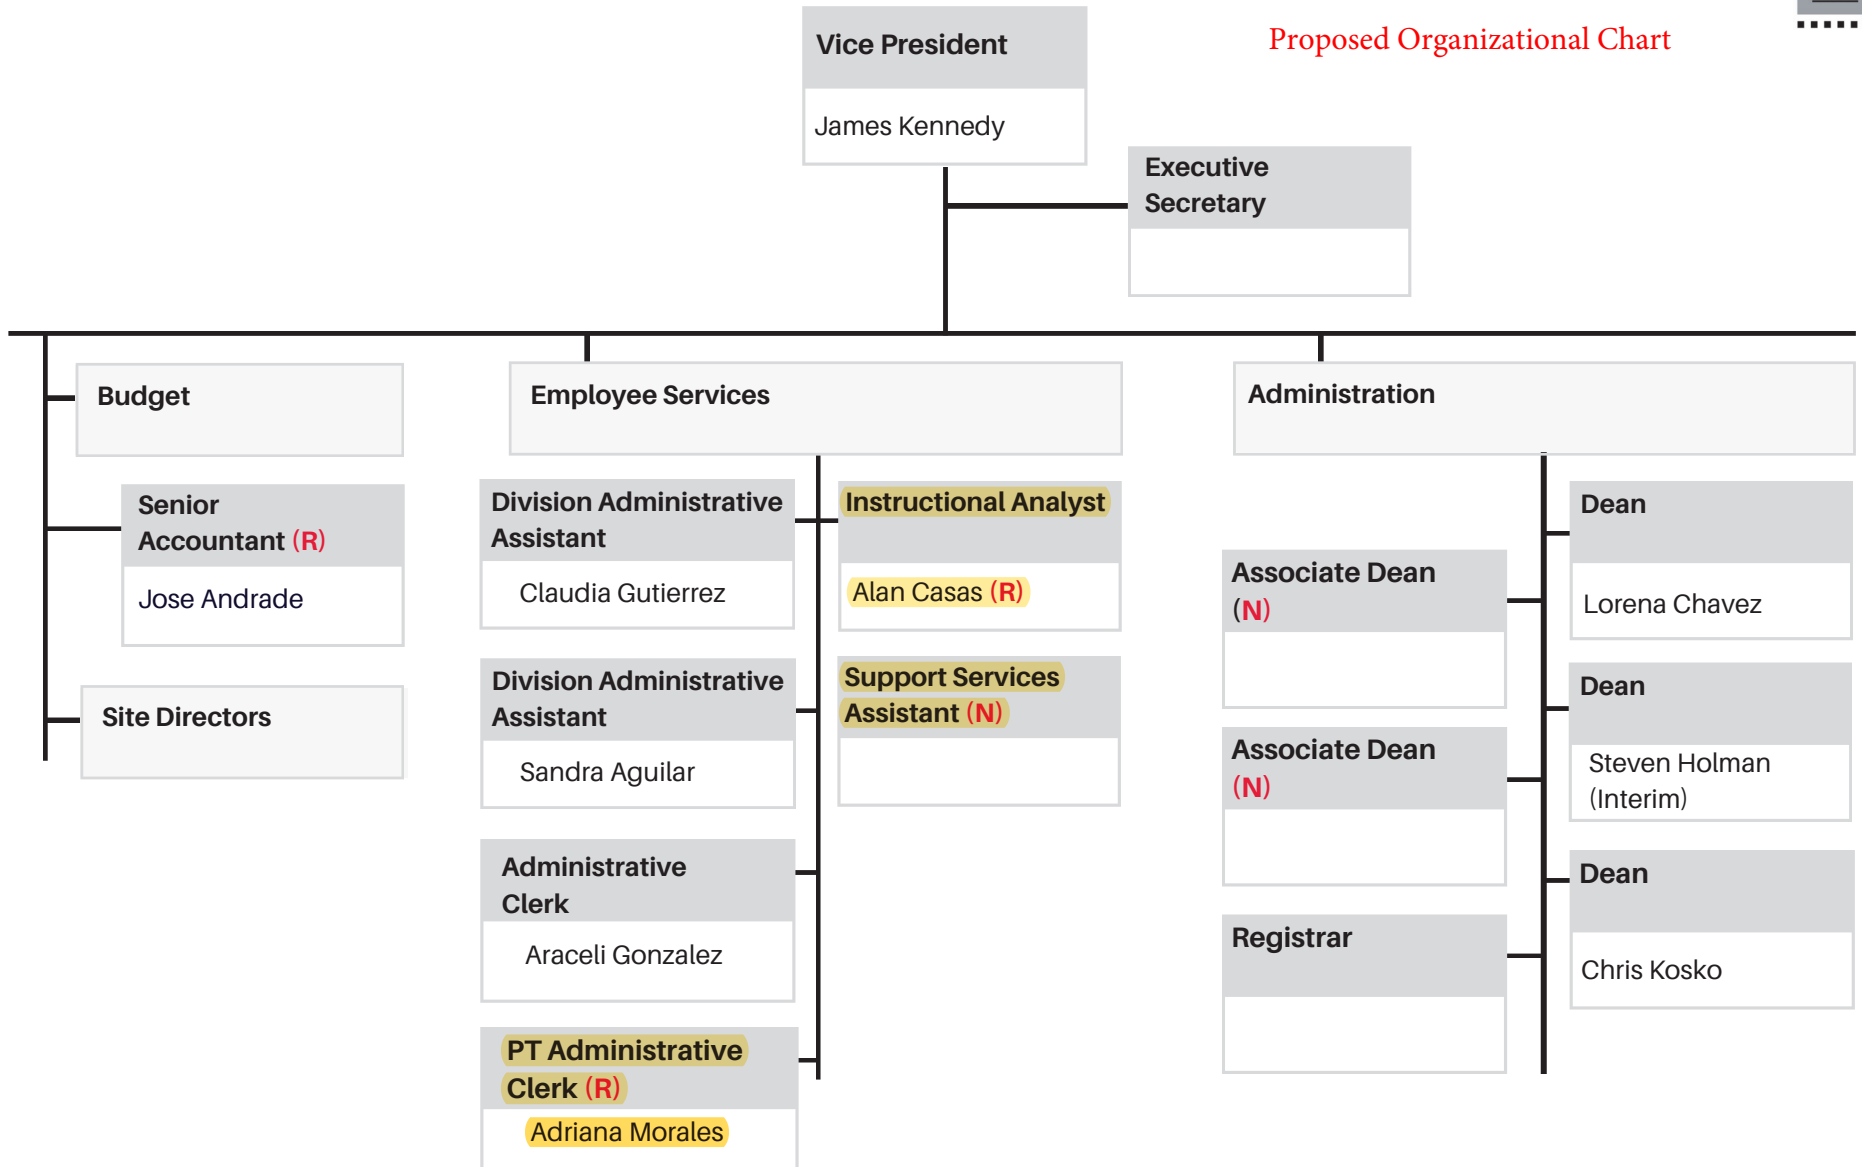 Vice President
Proposed Organizational Chart
James Kennedy
Executive
Secretary
Budget
Employee Services
Administration
Senior
Accountant (R)
Jose Andrade
Site Directors
Division Administrative
Assistant
Claudia Gutierrez
Division Administrative
Assistant
Sandra Aguilar
Administrative
Clerk
Araceli Gonzalez
PT Administrative
Clerk (R)
Adriana Morales
Instructional Analyst
Alan Casas (R)
Support Services
Assistant (N)
Associate Dean
(N)
Associate Dean
(N)
Registrar
Dean
Lorena Chavez
Dean
Steven Holman
(Interim)
Dean
Chris Kosko